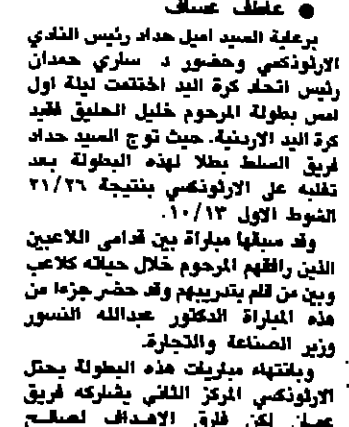 ● عاطف عساف
برعاية السيد اميل حداد رئيس النادي
الارثوذكسي وحضور د ساري حمدان
رئيس اتحاد كرة اليد اختتمت ليلة اول
امس بطولة المرحوم خليل الحليق فقيد
كرة اليد الاردنية. حيث توج السيد حداد
فريق السلط بطلا لهذه البطولة بعد
تغلبه على الارثوذكسي بنتيجة ٢١/٢٦
الشوط الاول ١٠/١٣.
وقد سبقها مباراة بين قدامى اللاعبين
الذين رافقهم المرحوم خلال حياته كلاعب
وبين من قام بتدريبهم وقد حضر جزءا من
هذه المباراة الدكتور عبدالله النسور
وزير الصناعة والتجارة.
وبانتهاء مباريات هذه البطولة يحتل
الارثوذكسي المركز الثاني يشاركه فريق
عمان لكن فارق الاهداف لصالح